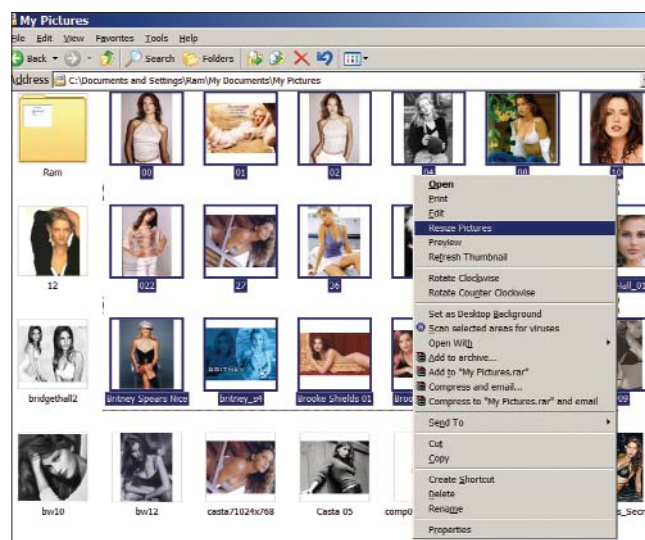 My Pictures
File Edit View Favorites Tools Help
Back Search Folders
Address C:\Documents and Settings\Ram\My Documents\My Pictures
Ram 00 01 02 04 08
12 022 27 36
bridgethall2 Britney Spears Nice britney_s4 Brooke Shields 01
BRITNEY
bw10 bw12 casta71024x768 Casta 05
Open
Print
Edit
Resize Pictures
Preview
Refresh Thumbnail
Rotate Clockwise
Rotate Counter Clockwise
Set as Desktop Background
Scan selected areas for viruses
Open With
Add to archive...
Add to "My Pictures.rar"
Compress and email...
Compress to "My Pictures.rar" and email
Send To
Cut
Copy
Create Shortcut
Delete
Rename
Properties